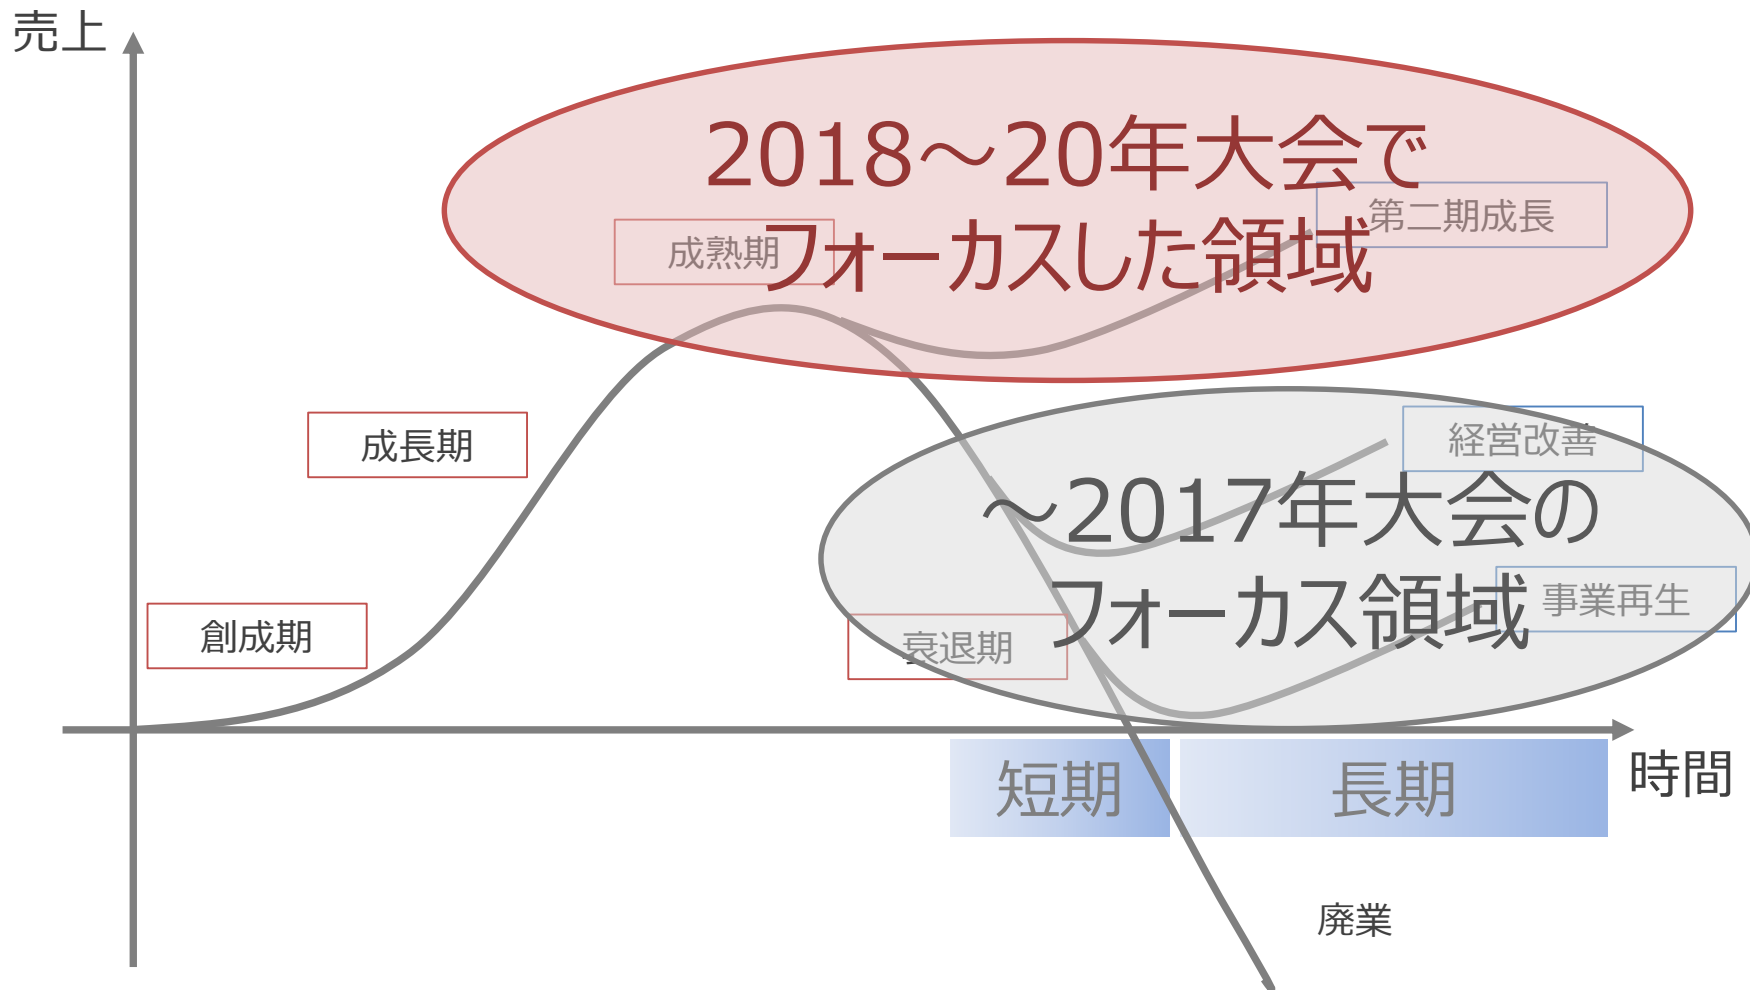 売上
2018～20年大会で
フォーカスした領域
第二期成長
成熟期
成長期
経営改善
～2017年大会の
フォーカス領域
事業再生
創成期
衰退期
短期
長期
時間
廃業